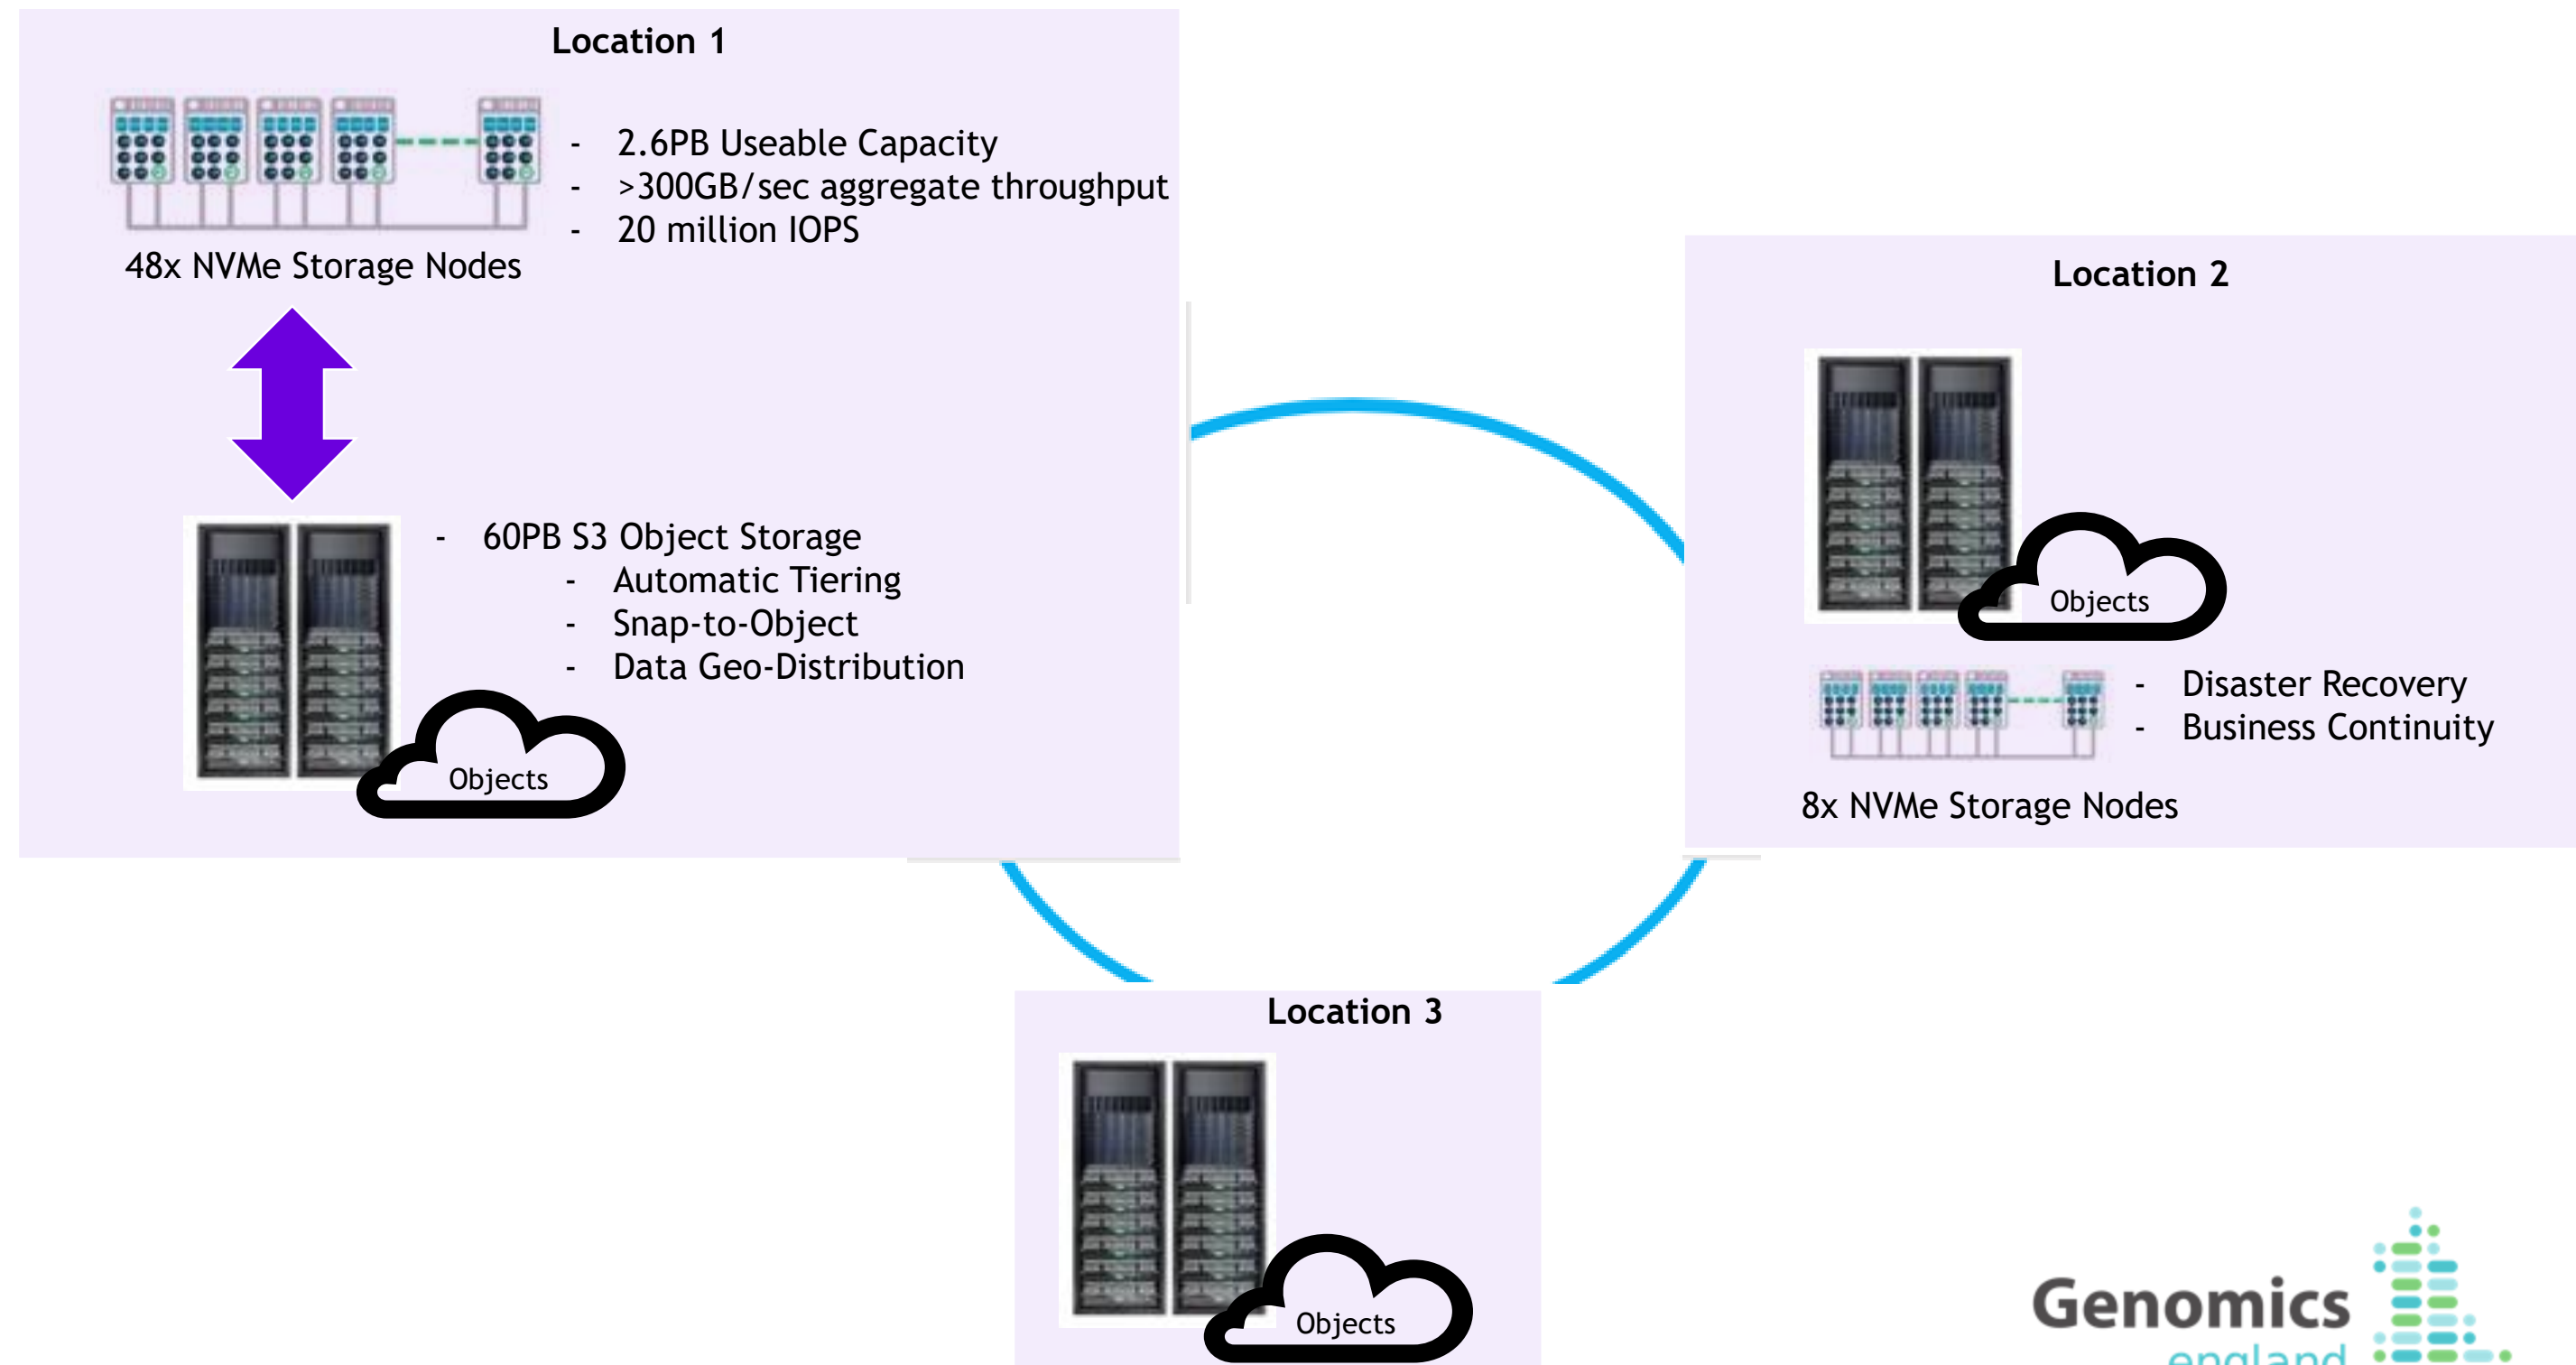 Location 1
- 2.6PB Useable Capacity
- >300GB/sec aggregate throughput
- 20 million IOPS
48x NVMe Storage Nodes
- 60PB S3 Object Storage
- Automatic Tiering
- Snap-to-Object
- Data Geo-Distribution
Objects
Location 2
Objects
- Disaster Recovery
- Business Continuity
8x NVMe Storage Nodes
Location 3
Objects
Genomics
england